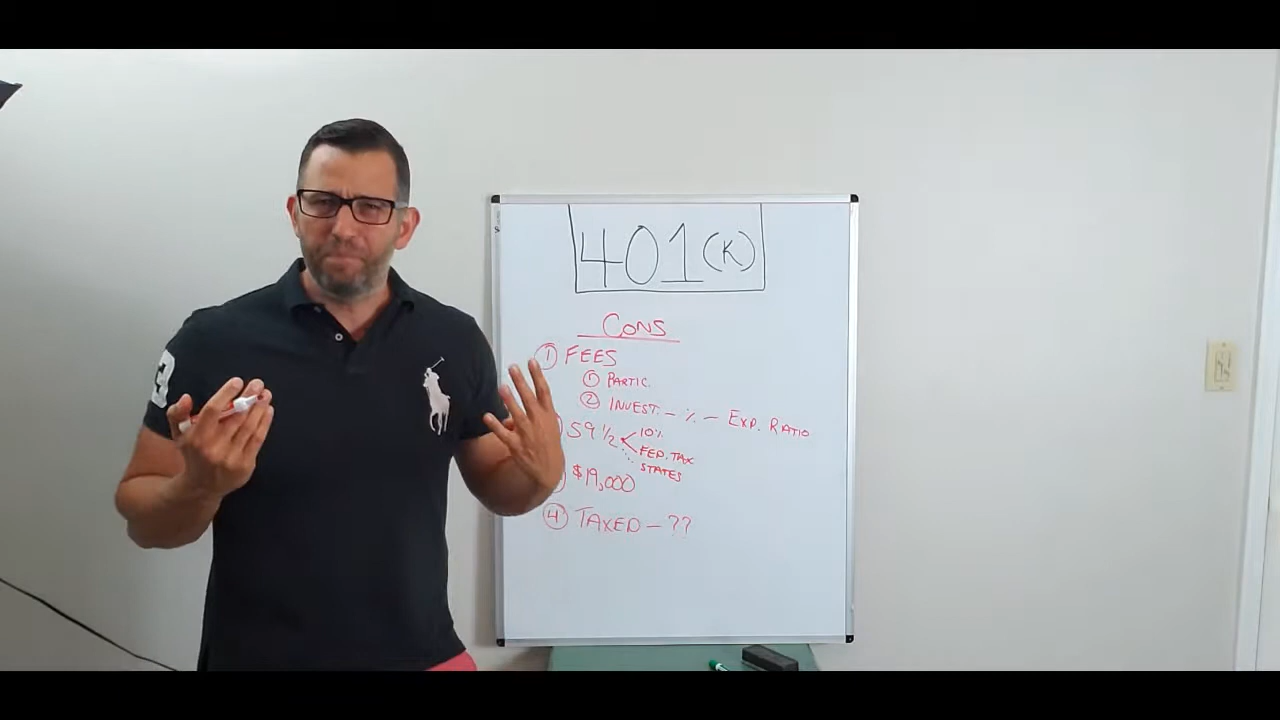 401(K)
CONS
① FEES
① PARTIC.
② INVEST. – % – EXP. RATIO
59 1/2
10%
FED. TAX
STATES
$19,000
④ TAXED – ??
3